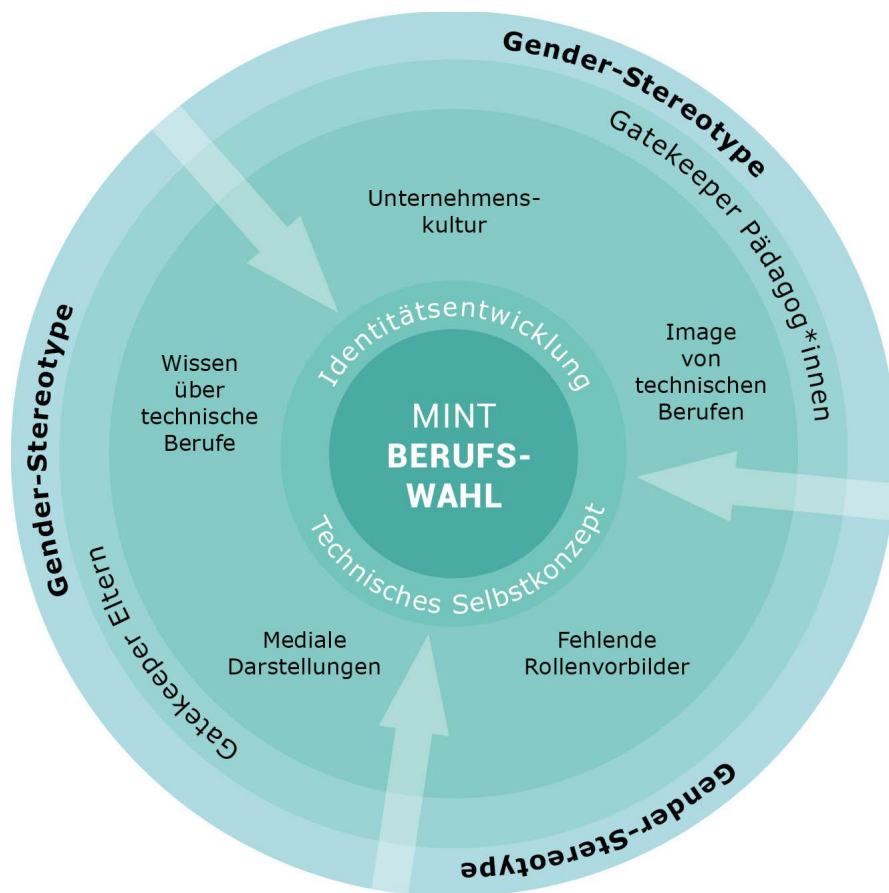 Gender-Stereotype
Gatekeeper Pädagog*innen
Unternehmens-
kultur
Identitätsentwicklung
Image
von
technischen
Berufen
Wissen
über
technische
Berufe
MINT
BERUFS-
WAHL
Gender-Stereotype
Technisches Selbstkonzept
Gatekeeper Eltern
Mediale
Darstellungen
Fehlende
Rollenvorbilder
Gender-Stereotype